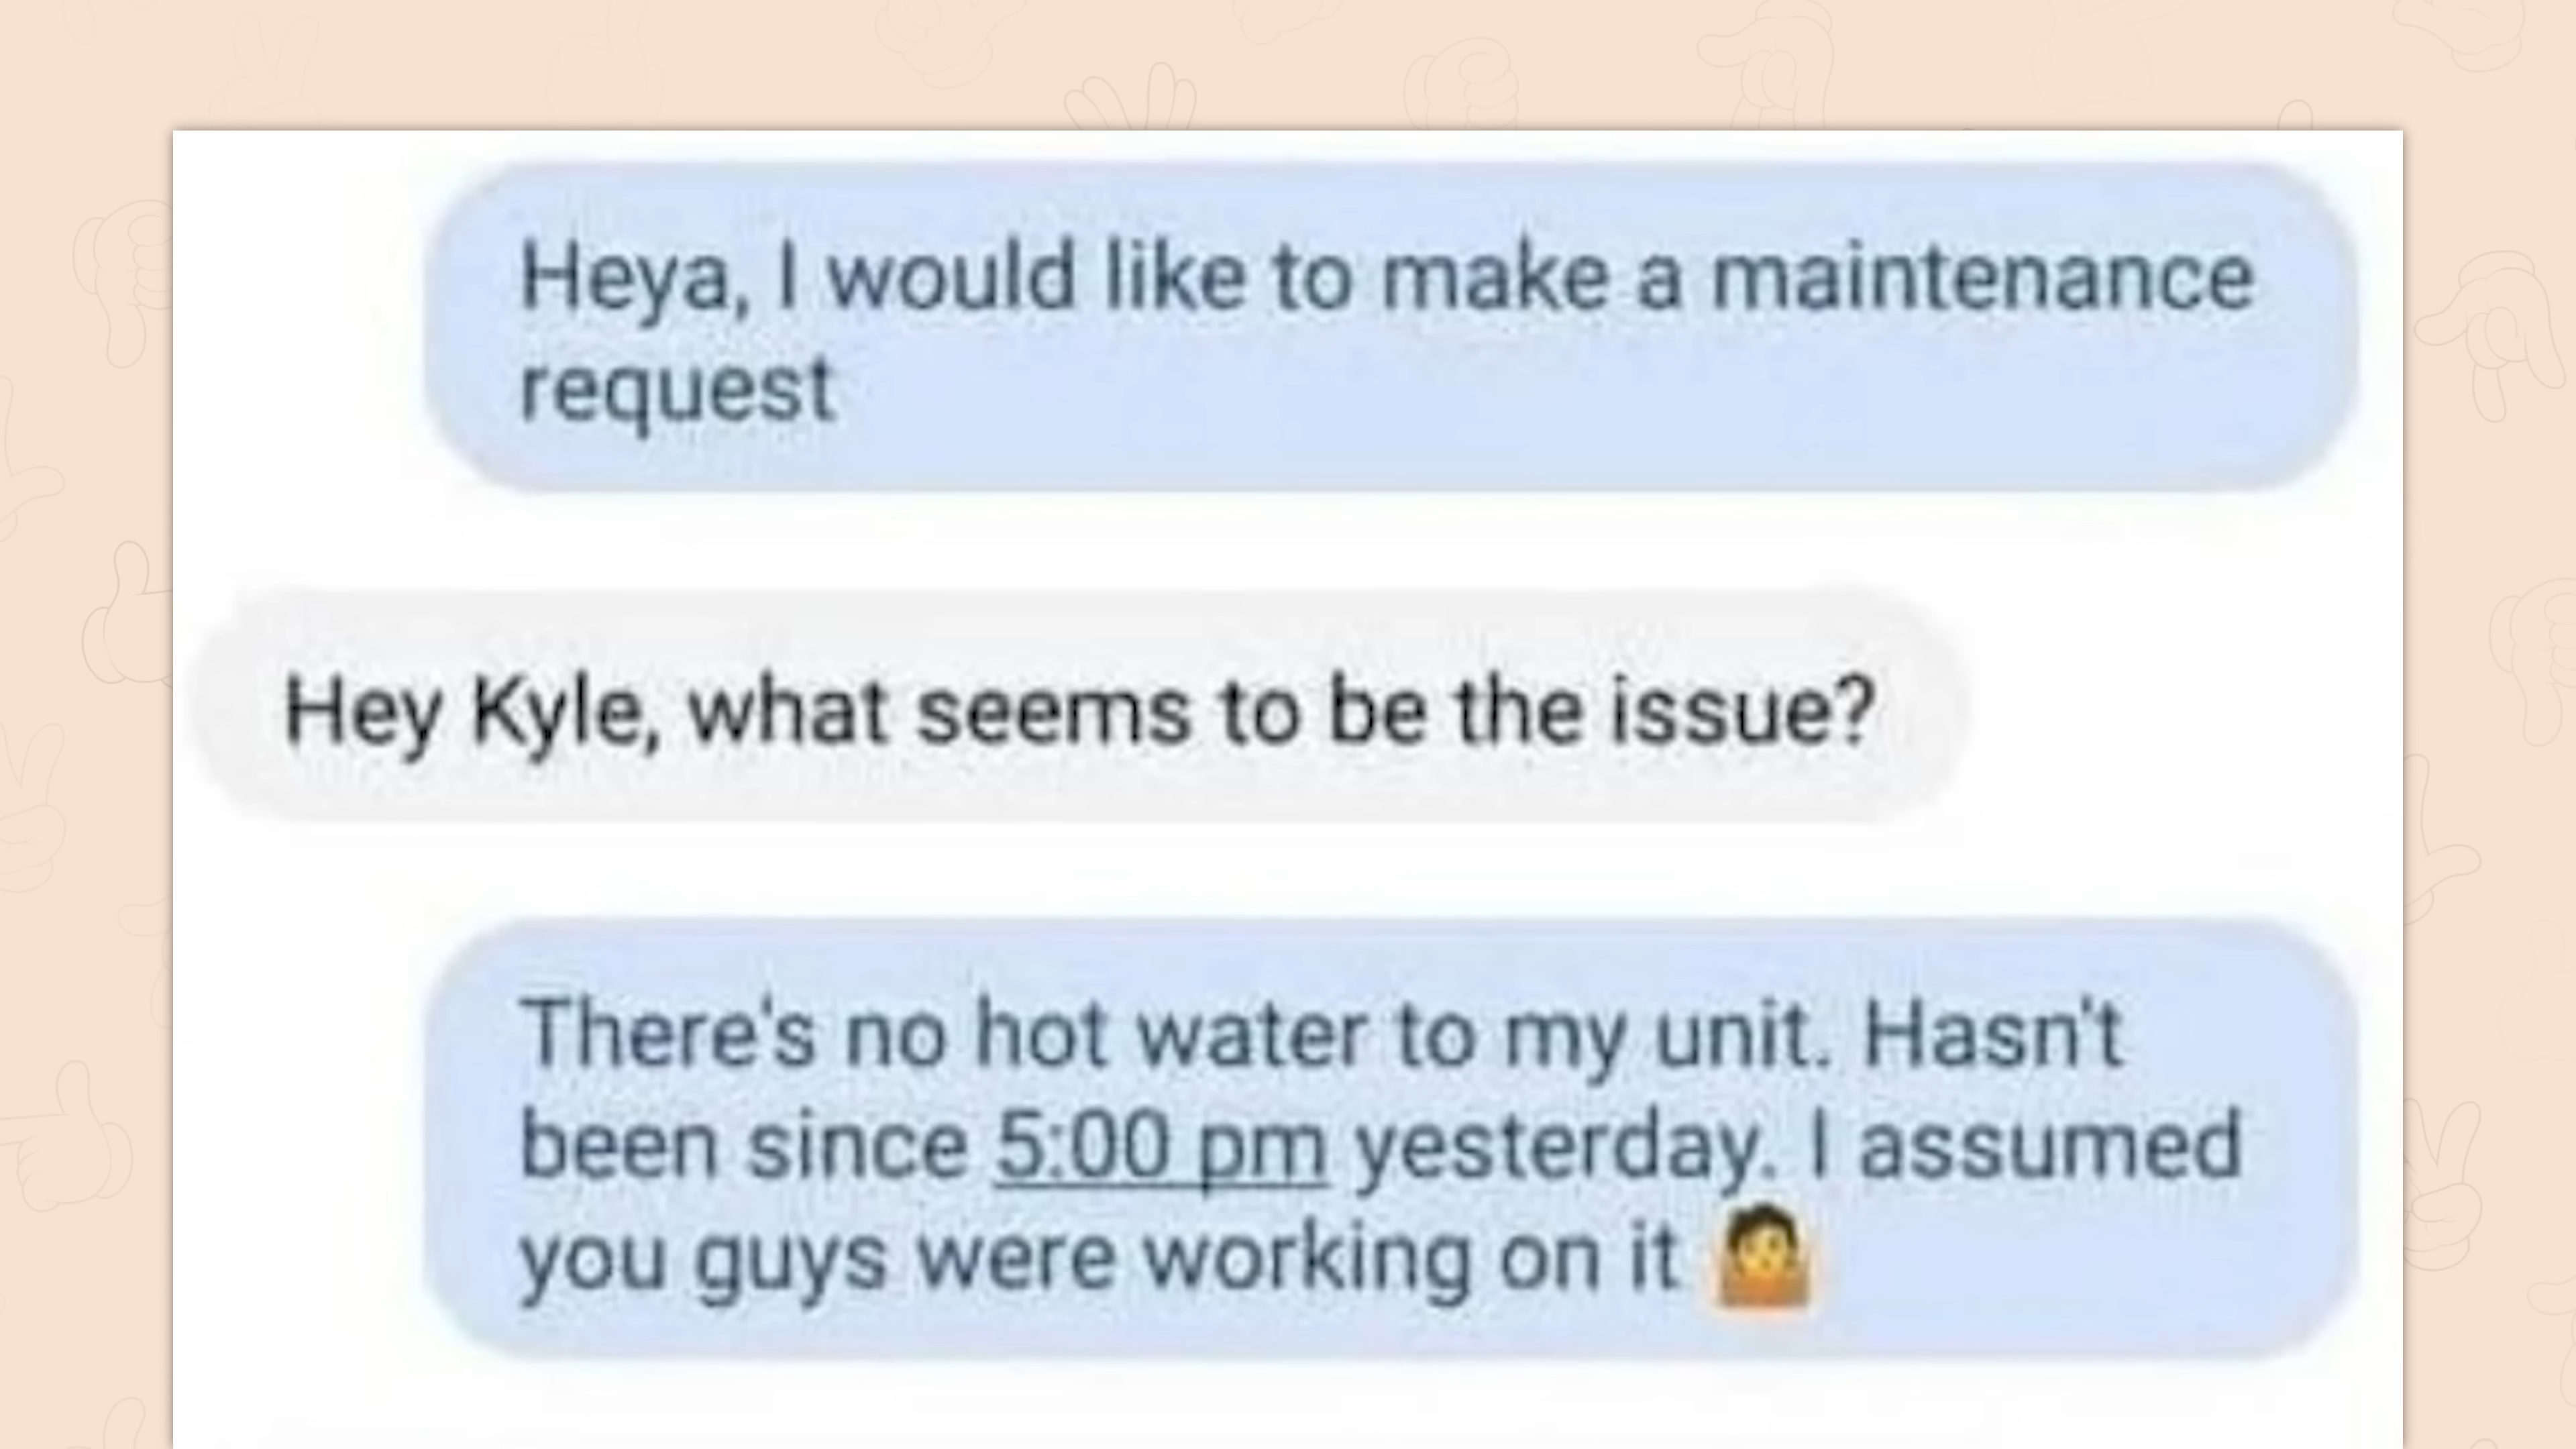 Heya, I would like to make a maintenance
request
Hey Kyle, what seems to be the issue?
There's no hot water to my unit. Hasn't
been since 5:00 pm yesterday. I assumed
you guys were working on it 🤷